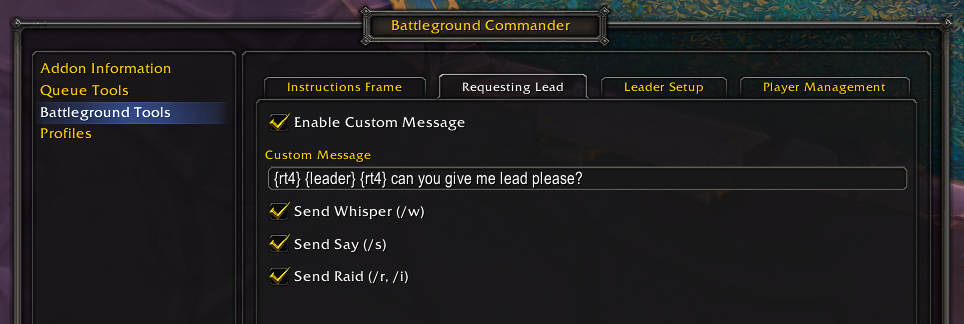 Battleground Commander
Addon Information
Queue Tools
Battleground Tools
Profiles
Instructions Frame
Requesting Lead
Leader Setup
Player Management
Enable Custom Message
Custom Message
{rt4} {leader} {rt4} can you give me lead please?
Send Whisper (/w)
Send Say (/s)
Send Raid (/r, /i)